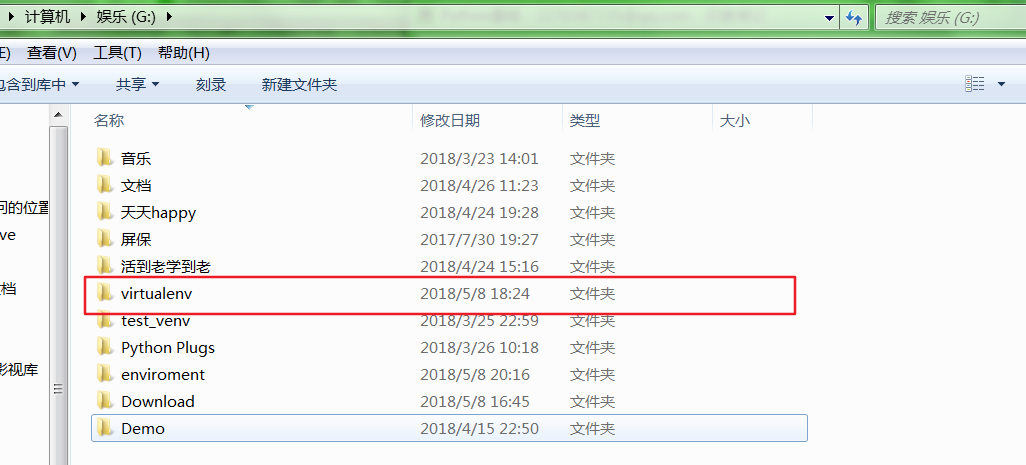 计算机 娱乐 (G:) 搜索 娱乐 (G:)
E) 查看(V) 工具(T) 帮助(H)
包含到库中 共享 刻录 新建文件夹
名称 修改日期 类型 大小
音乐 2018/3/23 14:01 文件夹
文档 2018/4/26 11:23 文件夹
天天happy 2018/4/24 19:28 文件夹
屏保 2017/7/30 19:27 文件夹
活到老学到老 2018/4/24 15:16 文件夹
virtualenv 2018/5/8 18:24 文件夹
test_venv 2018/3/25 22:59 文件夹
Python Plugs 2018/3/26 10:18 文件夹
enviroment 2018/5/8 20:16 文件夹
Download 2018/5/8 16:45 文件夹
Demo 2018/4/15 22:50 文件夹
问的位置
ve
文档
影视库